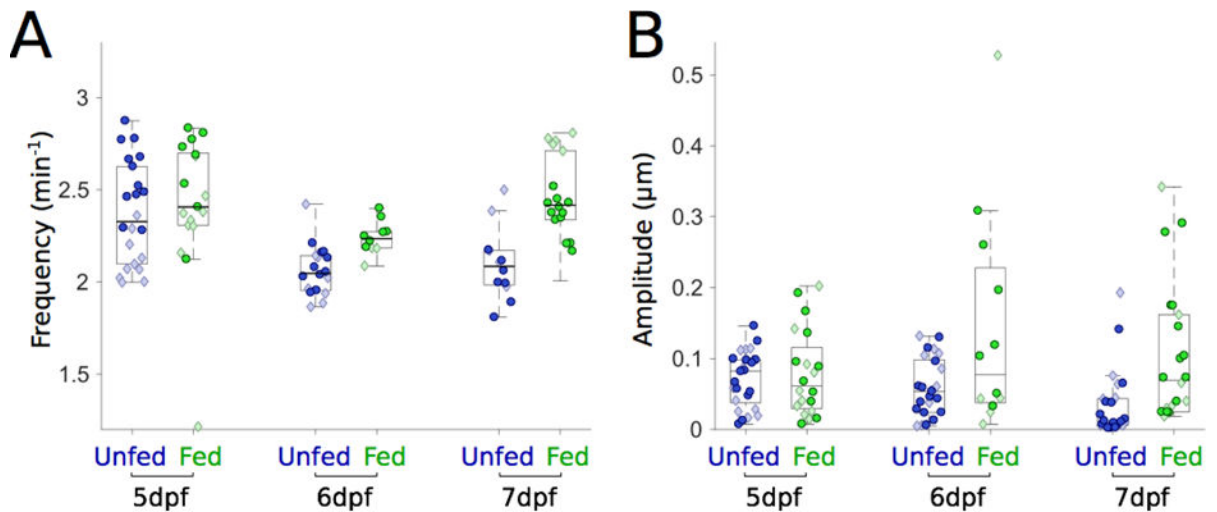 A
Frequency (min⁻¹)
3
2.5
2
1.5
Unfed Fed Unfed Fed Unfed Fed
5dpf 6dpf 7dpf
B
Amplitude (µm)
0.5
0.4
0.3
0.2
0.1
0
Unfed Fed Unfed Fed Unfed Fed
5dpf 6dpf 7dpf